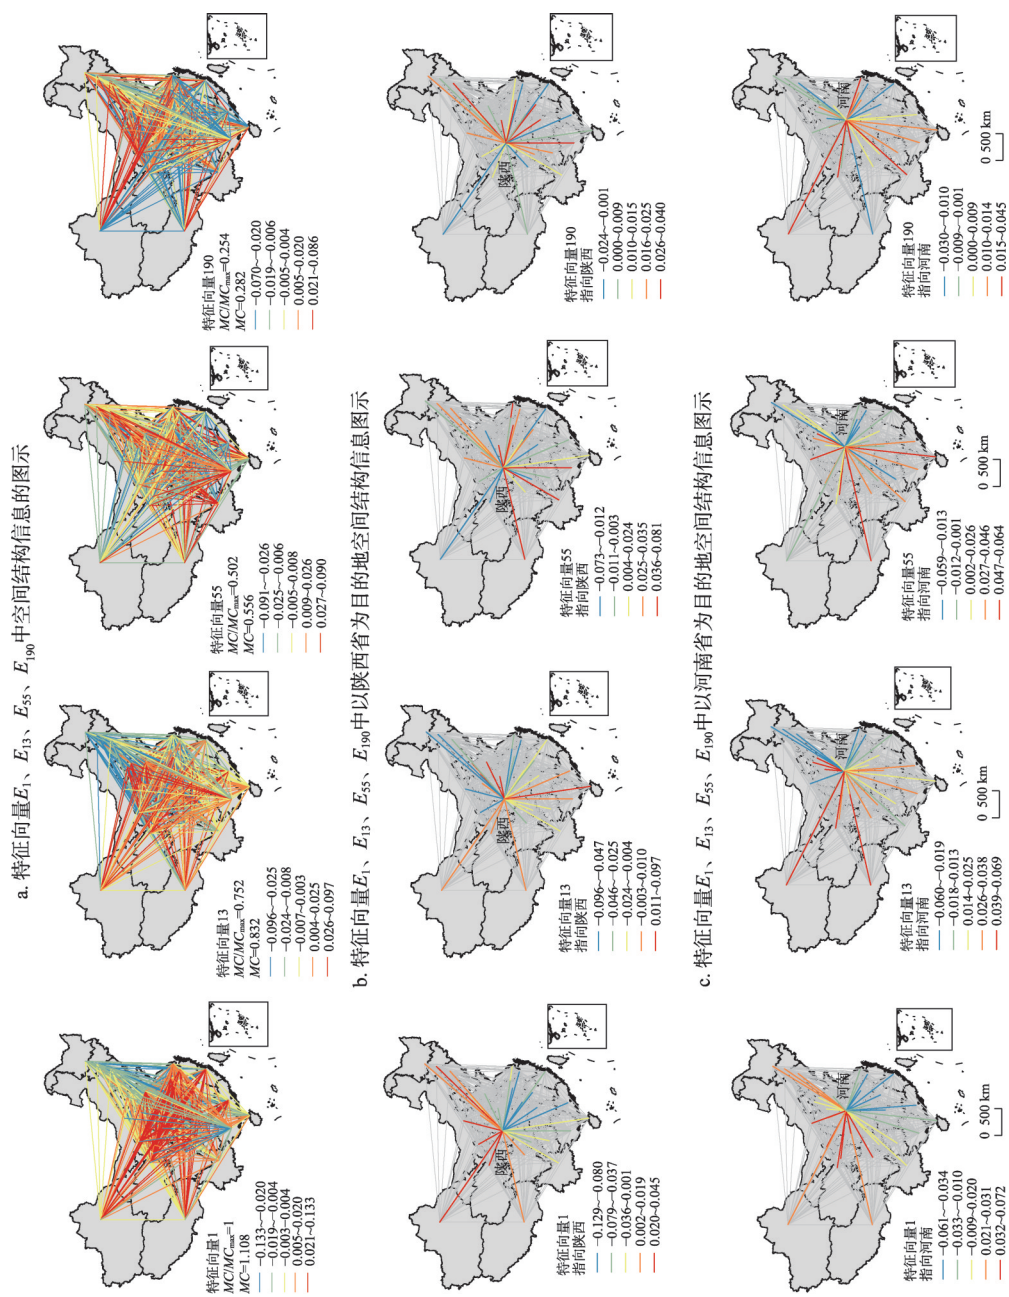 a. 特征向量E₁、E₁₃、E₅₅、E₁₉₀中空间结构信息的图示
特征向量1
MC/MCmax=1
MC=1.108
−0.133~−0.020
−0.019~−0.004
−0.003~0.004
0.005~0.020
0.021~0.133
特征向量13
MC/MCmax=0.752
MC=0.832
−0.096~−0.025
−0.024~−0.008
−0.007~0.003
0.004~0.025
0.026~0.097
特征向量55
MC/MCmax=0.502
MC=0.556
−0.091~−0.026
−0.025~−0.006
−0.005~0.008
0.009~0.026
0.027~0.090
特征向量190
MC/MCmax=0.254
MC=0.282
−0.070~−0.020
−0.019~−0.006
−0.005~0.004
0.005~0.020
0.021~0.086
b. 特征向量E₁、E₁₃、E₅₅、E₁₉₀中以陕西省为目的地空间结构信息图示
陕西
特征向量1
指向陕西
−0.129~−0.080
−0.079~−0.037
−0.036~0.001
0.002~0.019
0.020~0.045
陕西
特征向量13
指向陕西
−0.096~−0.047
−0.046~−0.025
−0.024~−0.004
−0.003~0.010
0.011~0.097
陕西
特征向量55
指向陕西
−0.073~−0.012
−0.011~0.003
0.004~0.024
0.025~0.035
0.036~0.081
陕西
特征向量190
指向陕西
−0.024~−0.001
0.000~0.009
0.010~0.015
0.016~0.025
0.026~0.040
c. 特征向量E₁、E₁₃、E₅₅、E₁₉₀中以河南省为目的地空间结构信息图示
河南
特征向量1
指向河南
−0.061~−0.034
−0.033~−0.010
−0.009~0.020
0.021~0.031
0.032~0.072
0 500 km
河南
特征向量13
指向河南
−0.060~−0.019
−0.018~0.013
0.014~0.025
0.026~0.038
0.039~0.069
0 500 km
河南
特征向量55
指向河南
−0.059~−0.013
−0.012~0.001
0.002~0.026
0.027~0.046
0.047~0.064
0 500 km
河南
特征向量190
指向河南
−0.030~−0.010
−0.009~−0.001
0.000~0.009
0.010~0.014
0.015~0.045
0 500 km